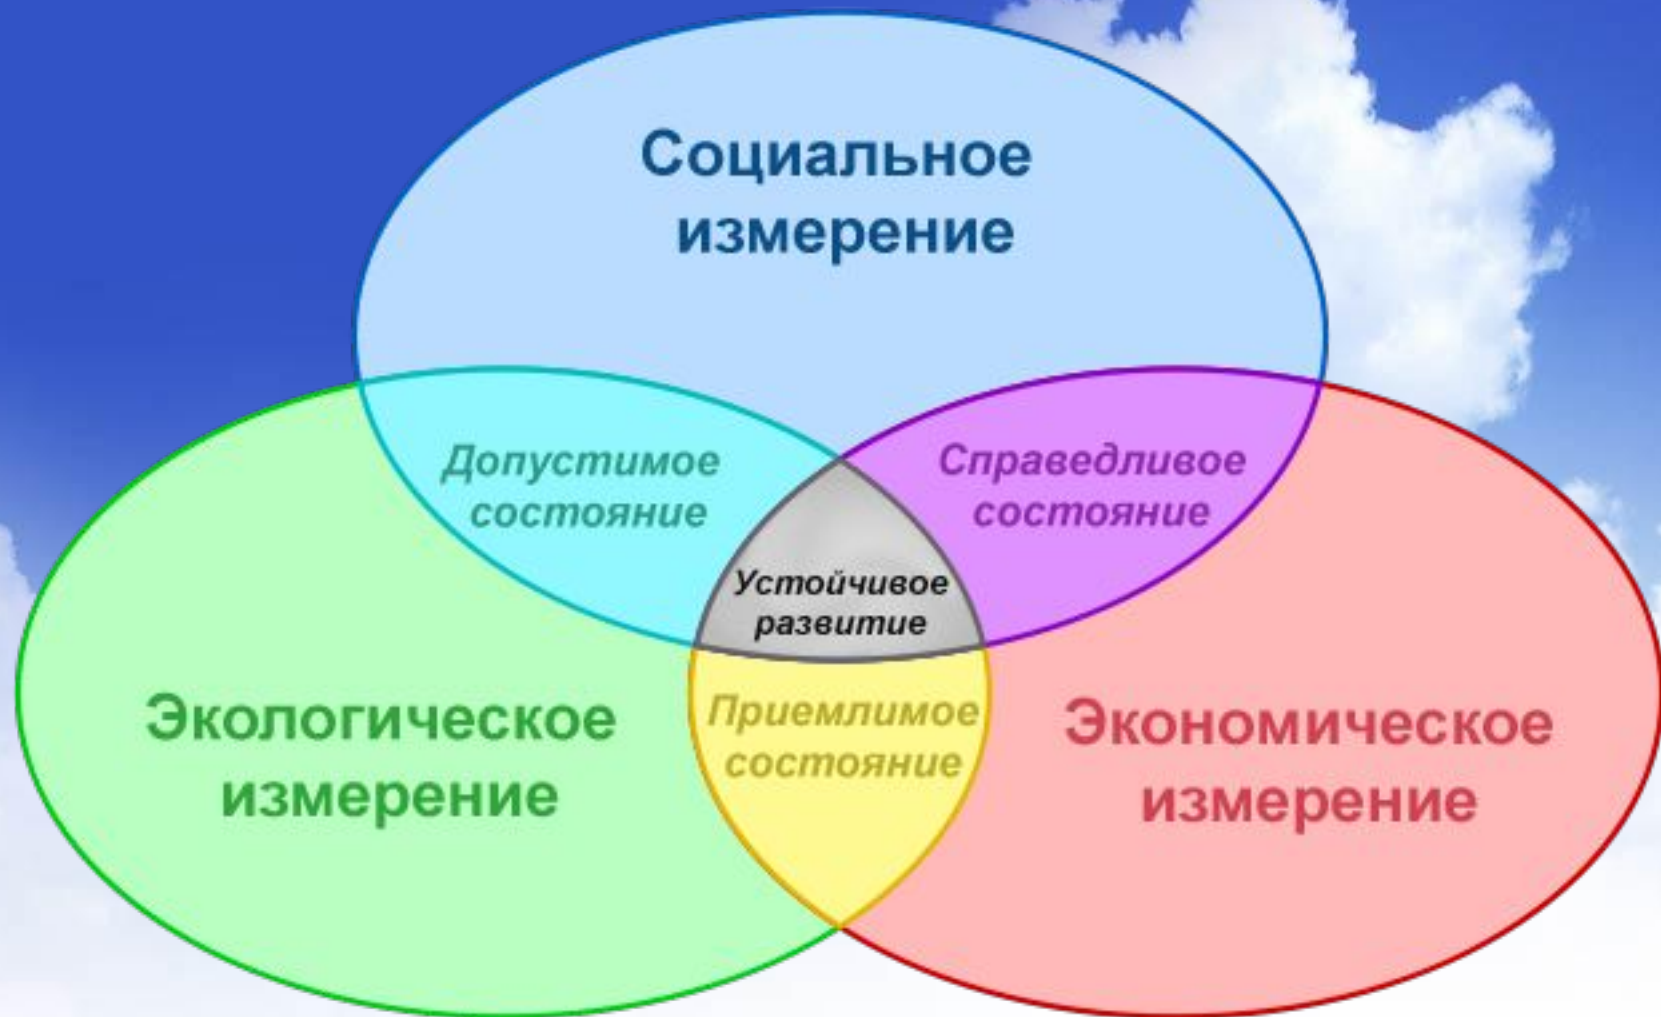 Социальное
измерение
Допустимое
состояние
Справедливое
состояние
Устойчивое
развитие
Экологическое
измерение
Приемлимое
состояние
Экономическое
измерение